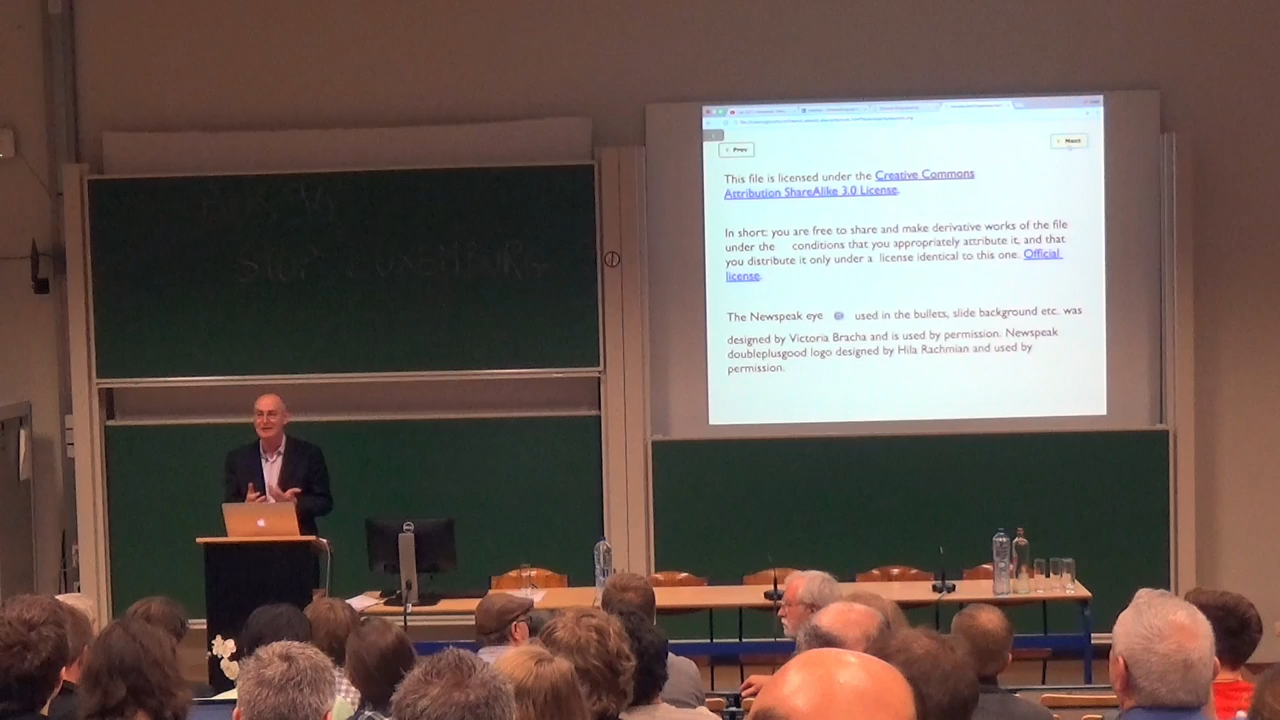 Prev
Next
This file is licensed under the Creative Commons
Attribution ShareAlike 3.0 License.
In short: you are free to share and make derivative works of the file
under the conditions that you appropriately attribute it, and that
you distribute it only under a license identical to this one. Official
license.
The Newspeak eye used in the bullets, slide background etc. was
designed by Victoria Bracha and is used by permission. Newspeak
doubleplusgood logo designed by Hila Rachmian and used by
permission.